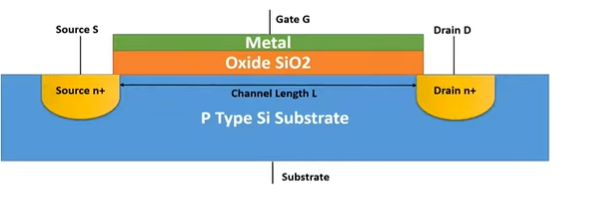 Gate G
Source S
Drain D
Metal
Oxide SiO2
Source n+
Channel Length L
Drain n+
P Type Si Substrate
Substrate